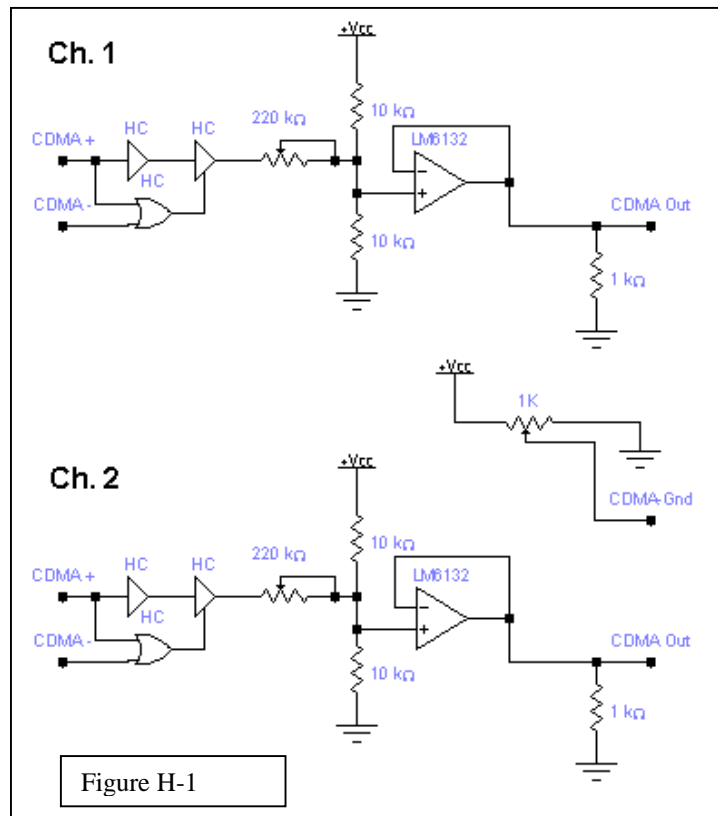 +Vcc
Ch. 1
10 kΩ
HC
HC
220 kΩ
LM6132
CDMA +
HC
CDMA -
CDMA Out
10 kΩ
1 kΩ
+Vcc
1K
+Vcc
Ch. 2
CDMA-Gnd
10 kΩ
HC
HC
220 kΩ
LM6132
CDMA +
HC
CDMA -
CDMA Out
10 kΩ
1 kΩ
Figure H-1